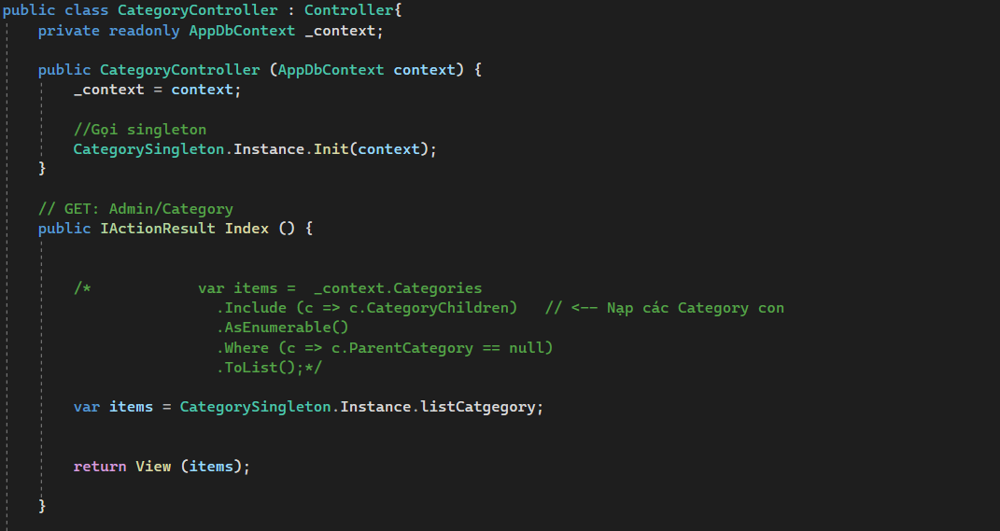 public class CategoryController : Controller{
private readonly AppDbContext _context;
public CategoryController (AppDbContext context) {
_context = context;
//Gọi singleton
CategorySingleton.Instance.Init(context);
}
// GET: Admin/Category
public IActionResult Index () {
/* var items = _context.Categories
.Include (c => c.CategoryChildren) // <-- Nạp các Category con
.AsEnumerable()
.Where (c => c.ParentCategory == null)
.ToList();*/
var items = CategorySingleton.Instance.listCatgegory;
return View (items);
}